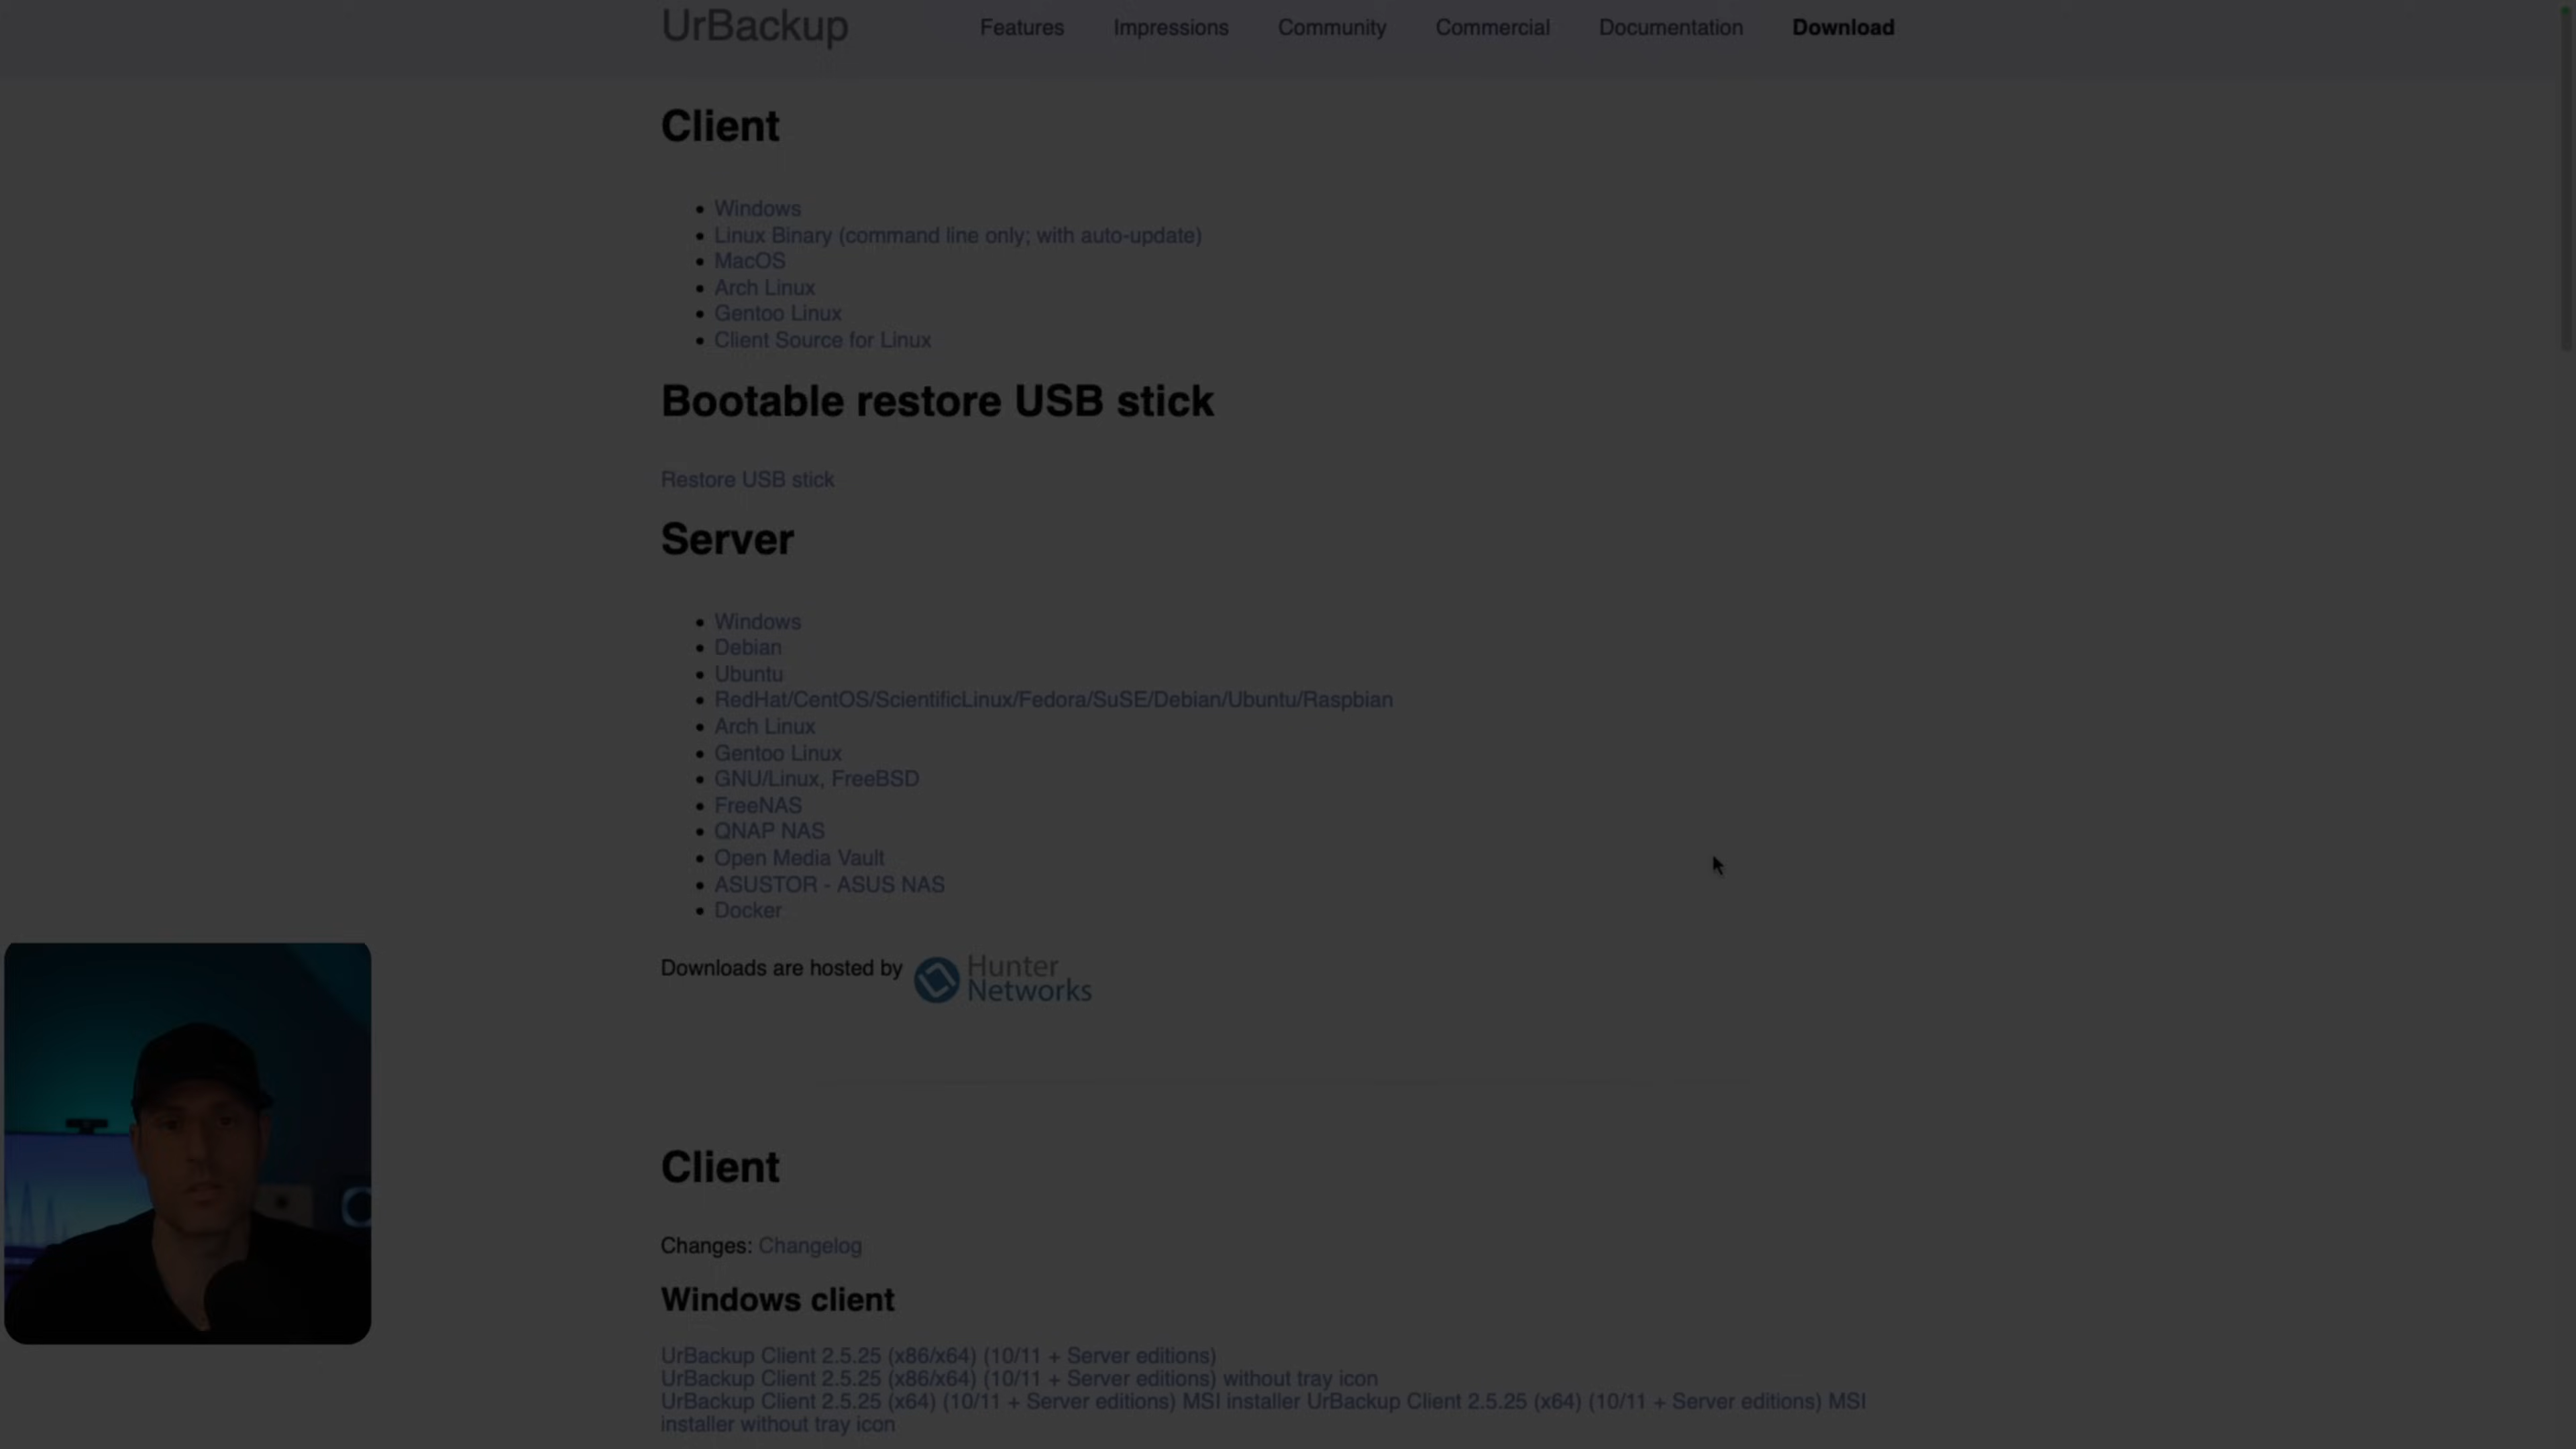 UrBackup
Features Impressions Community Commercial Documentation Download
Client
Windows
Linux Binary (command line only; with auto-update)
MacOS
Arch Linux
Gentoo Linux
Client Source for Linux
Bootable restore USB stick
Restore USB stick
Server
Windows
Debian
Ubuntu
RedHat/CentOS/ScientificLinux/Fedora/SuSE/Debian/Ubuntu/Raspbian
Arch Linux
Gentoo Linux
GNU/Linux, FreeBSD
FreeNAS
QNAP NAS
Open Media Vault
ASUSTOR - ASUS NAS
Docker
Downloads are hosted by Hunter
Networks
Client
Changes: Changelog
Windows client
UrBackup Client 2.5.25 (x86/x64) (10/11 + Server editions)
UrBackup Client 2.5.25 (x86/x64) (10/11 + Server editions) without tray icon
UrBackup Client 2.5.25 (x64) (10/11 + Server editions) MSI installer UrBackup Client 2.5.25 (x64) (10/11 + Server editions) MSI
installer without tray icon